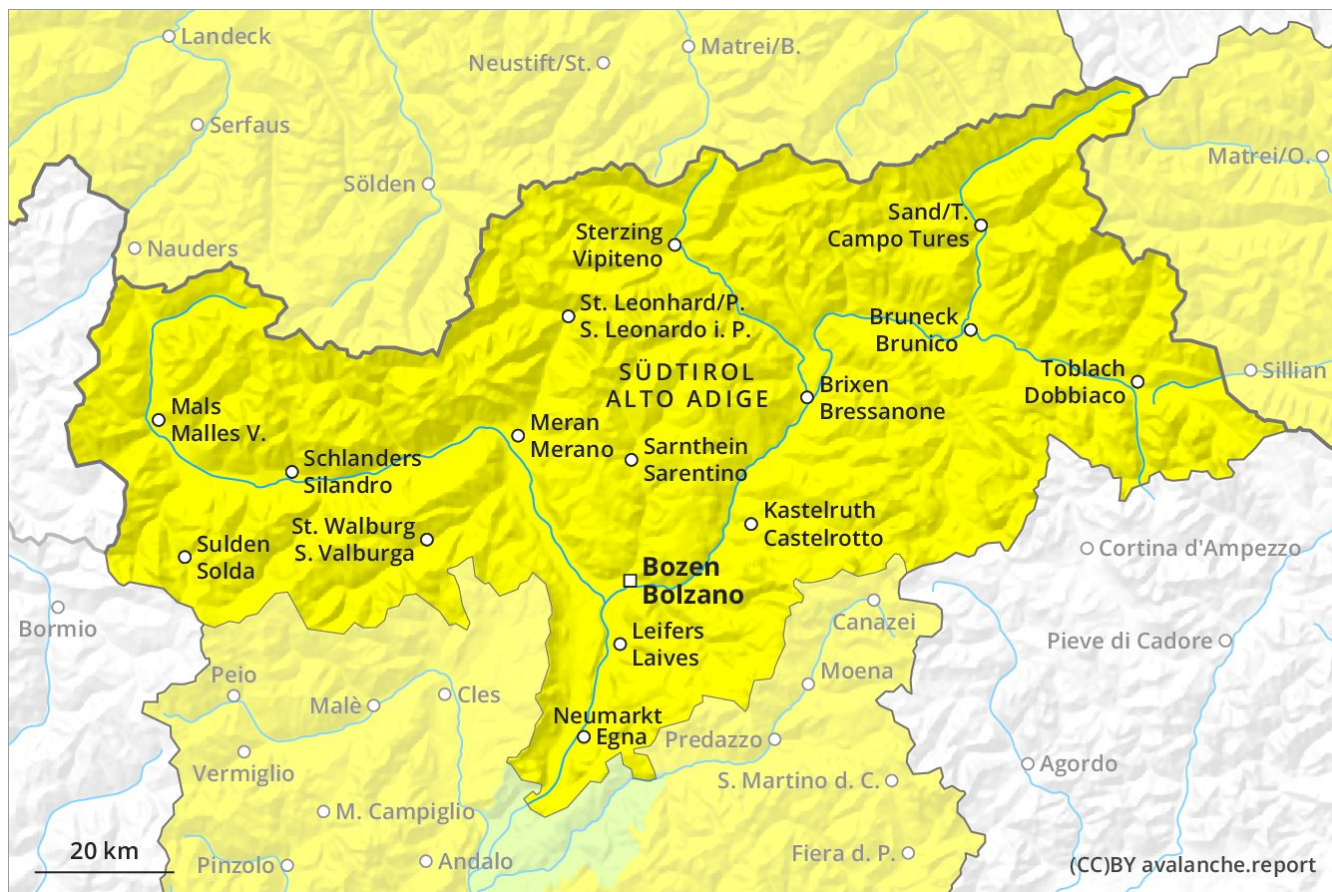 Landeck
Matrei/B.
Neustift/St.
Serfaus
Matrei/O.
Sölden
Sand/T.
Campo Tures
Sterzing
Vipiteno
Nauders
St. Leonhard/P.
S. Leonardo i. P.
Bruneck
Brunico
SÜDTIROL
ALTO ADIGE
Toblach
Dobbiaco
Sillian
Brixen
Bressanone
Mals
Malles V.
Meran
Merano
Sarnthein
Sarentino
Schlanders
Silandro
St. Walburg
S. Valburga
Kastelruth
Castelrotto
Sulden
Solda
Cortina d'Ampezzo
Bozen
Bolzano
Bormio
Canazei
Leifers
Laives
Pieve di Cadore
Peio
Moena
Malè
Cles
Neumarkt
Egna
Predazzo
Vermiglio
Agordo
S. Martino d. C.
M. Campiglio
20 km
Pinzolo
Andalo
Fiera d. P.
(CC)BY avalanche.report